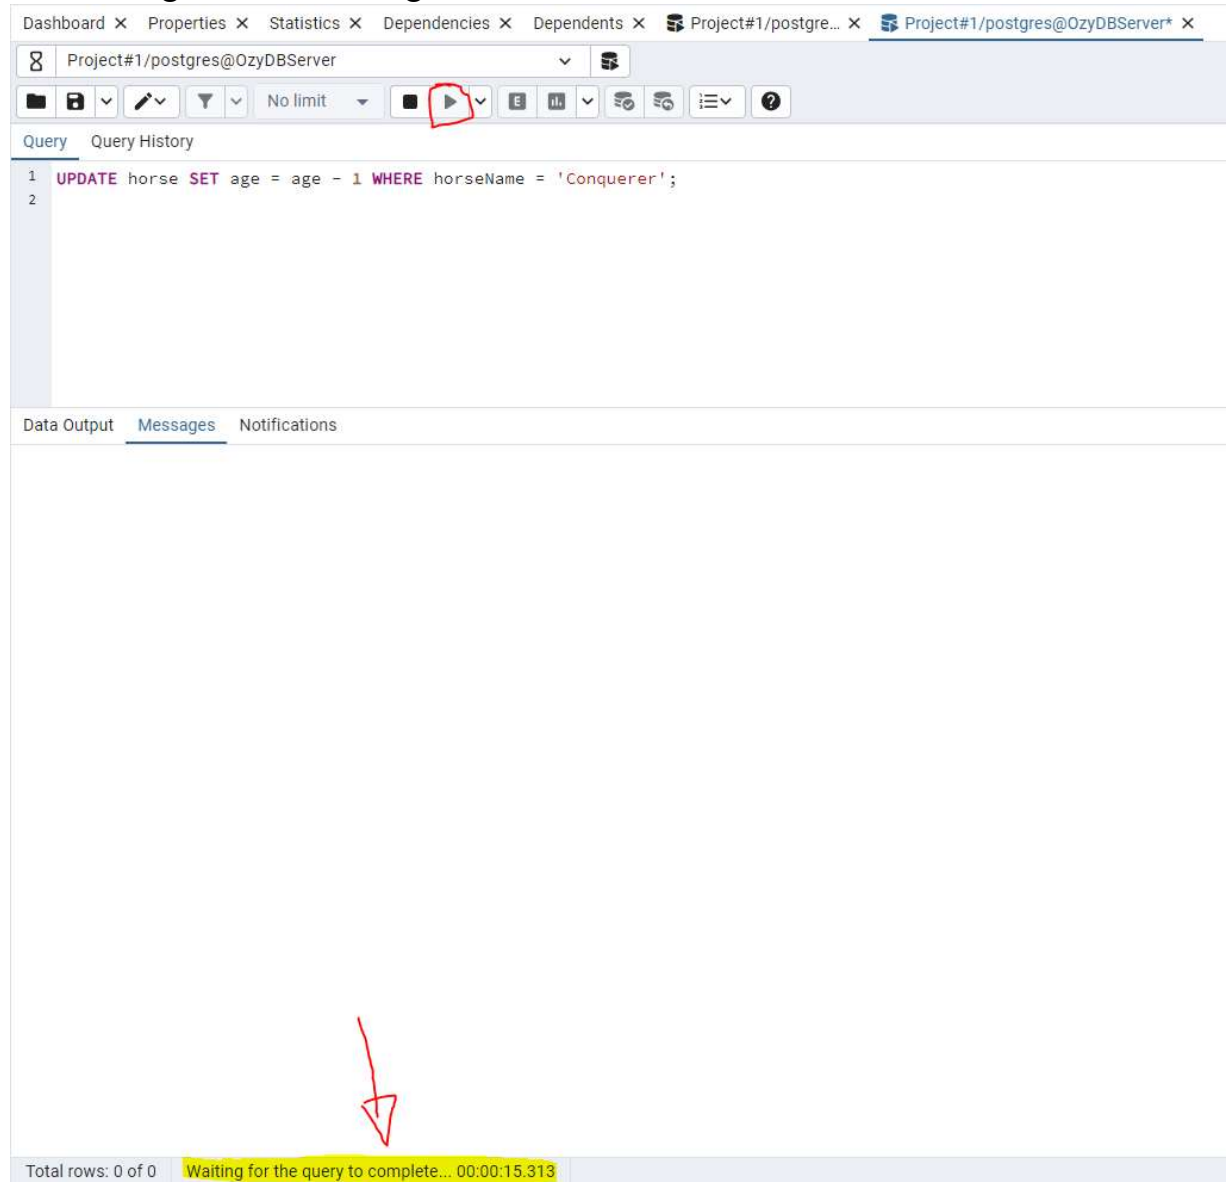 Dashboard Properties Statistics Dependencies Dependents Project#1/postgre... Project#1/postgres@OzyDBServer*
Project#1/postgres@OzyDBServer
No limit E
Query Query History
1 UPDATE horse SET age = age - 1 WHERE horseName = 'Conquerer';
2
Data Output Messages Notifications
Total rows: 0 of 0 Waiting for the query to complete... 00:00:15.313